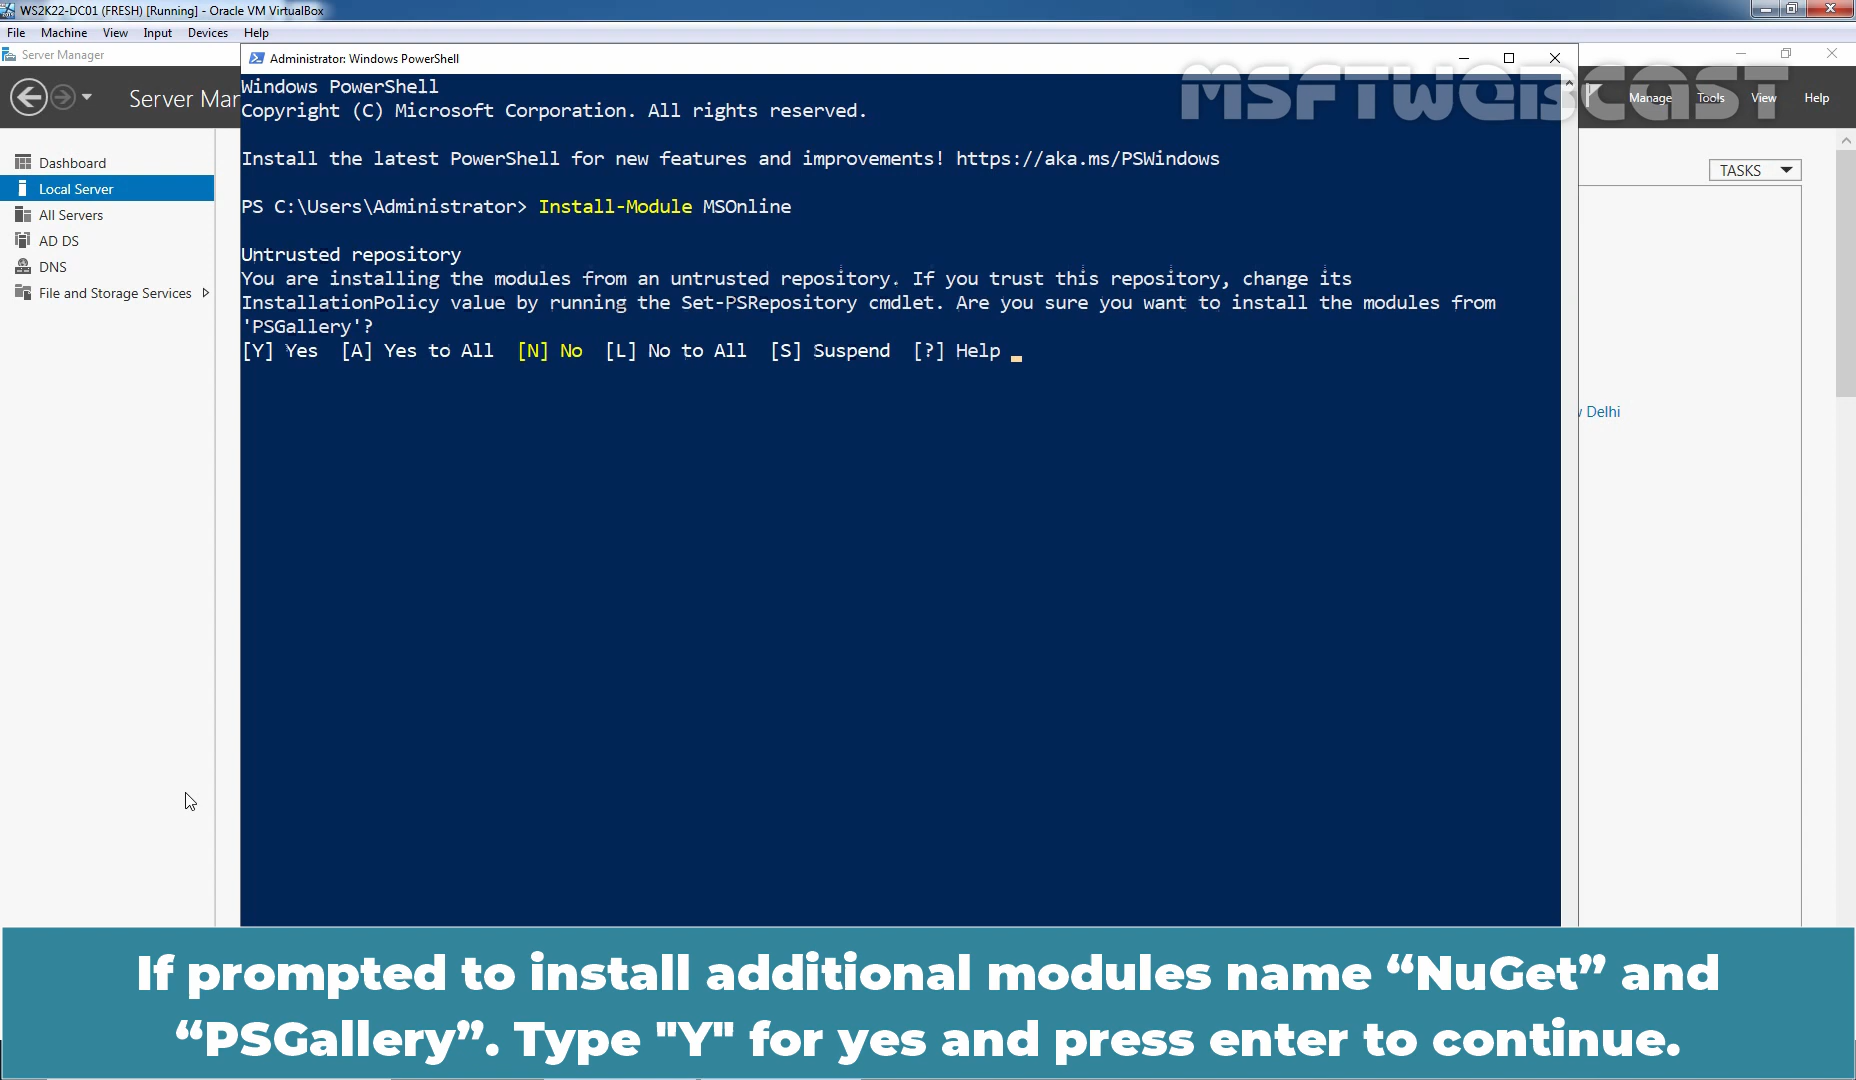 WS2K22-DC01 (FRESH) [Running] - Oracle VM VirtualBox
File Machine View Input Devices Help
Server Manager
Administrator: Windows PowerShell
Server Mar
MSFTWEBCAST
Manage Tools View Help
Dashboard
Local Server
All Servers
AD DS
DNS
File and Storage Services
TASKS
Delhi
Windows PowerShell
Copyright (C) Microsoft Corporation. All rights reserved.
Install the latest PowerShell for new features and improvements! https://aka.ms/PSWindows
PS C:\Users\Administrator> Install-Module MSOnline
Untrusted repository
You are installing the modules from an untrusted repository. If you trust this repository, change its
InstallationPolicy value by running the Set-PSRepository cmdlet. Are you sure you want to install the modules from
'PSGallery'?
[Y] Yes [A] Yes to All [N] No [L] No to All [S] Suspend [?] Help
If prompted to install additional modules name “NuGet” and
“PSGallery”. Type "Y" for yes and press enter to continue.